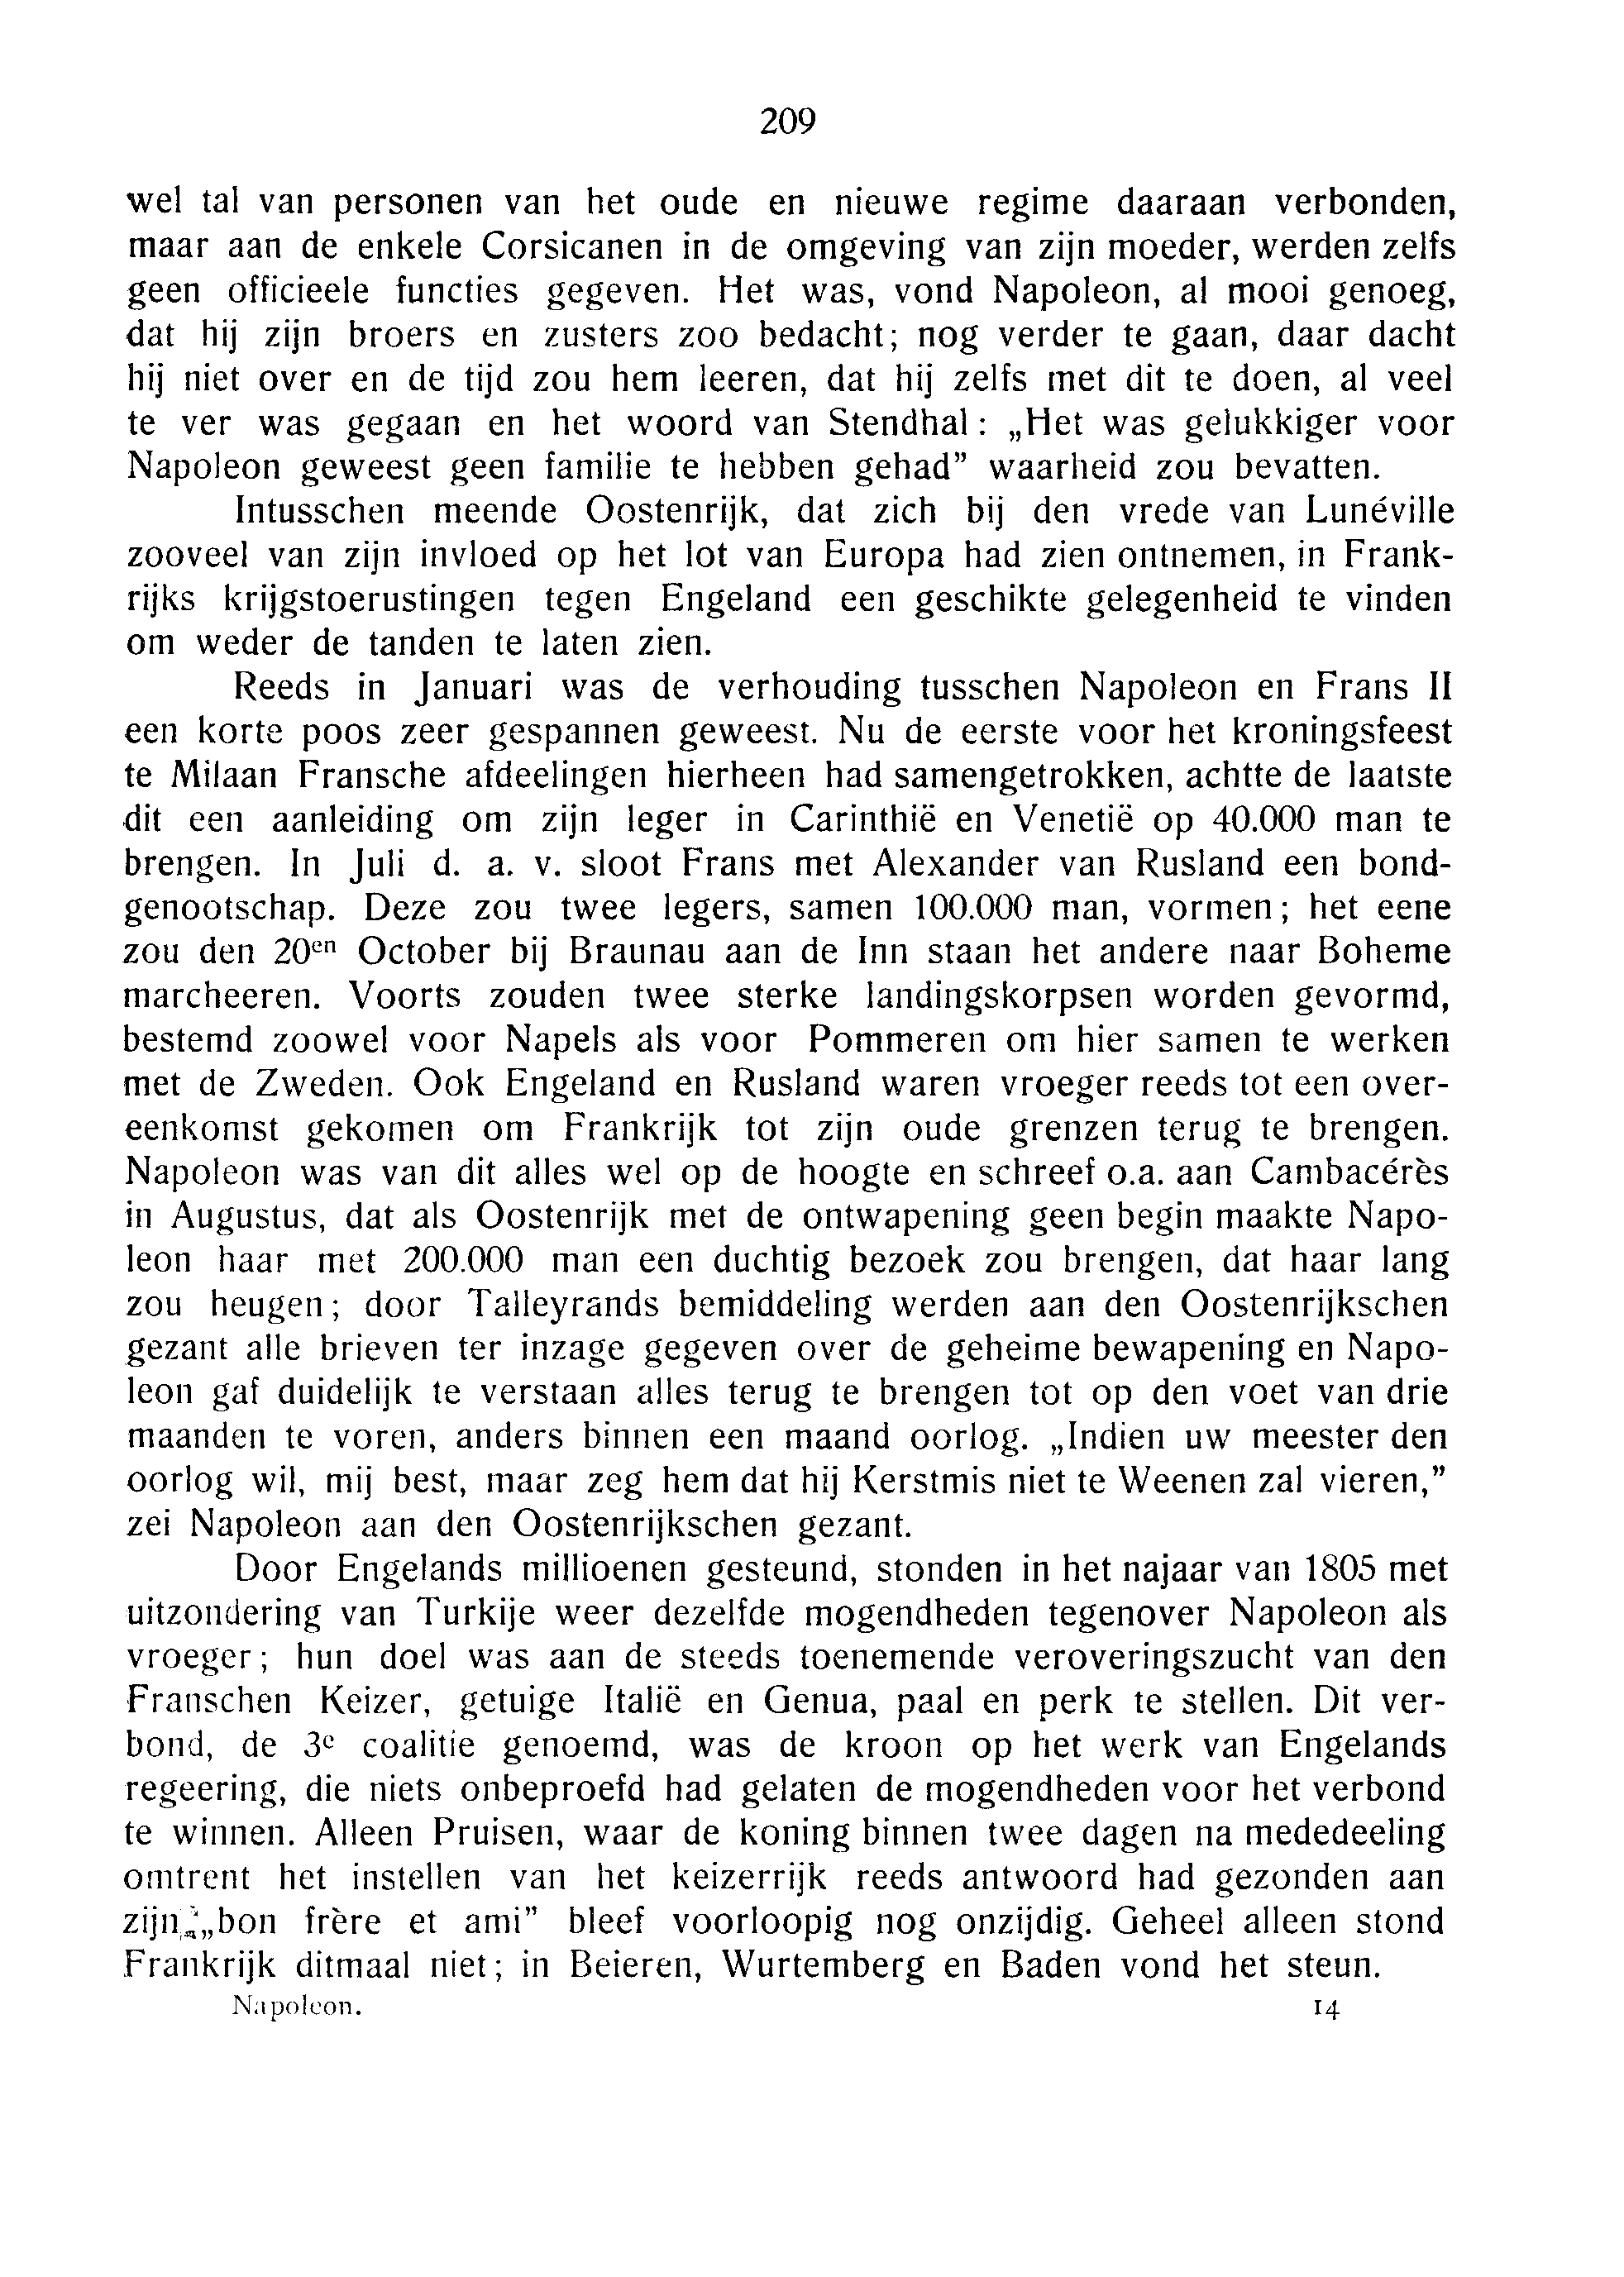 209
wel tal van personen van het oude en nieuwe regime daaraan verbonden,
maar aan de enkele Corsicanen in de omgeving van zijn moeder, werden zelfs
geen officieele functies gegeven. Het was, vond Napoleon, al mooi genoeg,
dat hij zijn broers en zusters zoo bedacht; nog verder te gaan, daar dacht
hij niet over en de tijd zou hem leeren, dat hij zelfs met dit te doen, al veel
te ver was gegaan en het woord van Stendhal: „Het was gelukkiger voor
Napoleon geweest geen familie te hebben gehad” waarheid zou bevatten.
Intusschen meende Oostenrijk, dat zich bij den vrede van Lunéville
zooveel van zijn invloed op het lot van Europa had zien ontnemen, in Frank-
rijks krijgstoerustingen tegen Engeland een geschikte gelegenheid te vinden
om weder de tanden te laten zien.
Reeds in Januari was de verhouding tusschen Napoleon en Frans II
een korte poos zeer gespannen geweest. Nu de eerste voor het kroningsfeest
te Milaan Fransche afdeelingen hierheen had samengetrokken, achtte de laatste
dit een aanleiding om zijn leger in Carinthië en Venetië op 40.000 man te
brengen. In Juli d. a. v. sloot Frans met Alexander van Rusland een bond-
genootschap. Deze zou twee legers, samen 100.000 man, vormen; het eene
zou den 20en October bij Braunau aan de Inn staan het andere naar Boheme
marcheeren. Voorts zouden twee sterke landingskorpsen worden gevormd,
bestemd zoowel voor Napels als voor Pommeren om hier samen te werken
met de Zweden. Ook Engeland en Rusland waren vroeger reeds tot een over-
eenkomst gekomen om Frankrijk tot zijn oude grenzen terug te brengen.
Napoleon was van dit alles wel op de hoogte en schreef o.a. aan Cambacérès
in Augustus, dat als Oostenrijk met de ontwapening geen begin maakte Napo-
leon haar met 200.000 man een duchtig bezoek zou brengen, dat haar lang
zou heugen; door Talleyrands bemiddeling werden aan den Oostenrijkschen
gezant alle brieven ter inzage gegeven over de geheime bewapening en Napo-
leon gaf duidelijk te verstaan alles terug te brengen tot op den voet van drie
maanden te voren, anders binnen een maand oorlog. „Indien uw meester den
oorlog wil, mij best, maar zeg hem dat hij Kerstmis niet te Weenen zal vieren,”
zei Napoleon aan den Oostenrijkschen gezant.
Door Engelands millioenen gesteund, stonden in het najaar van 1805 met
uitzondering van Turkije weer dezelfde mogendheden tegenover Napoleon als
vroeger; hun doel was aan de steeds toenemende veroveringszucht van den
Franschen Keizer, getuige Italië en Genua, paal en perk te stellen. Dit ver-
bond, de 3e coalitie genoemd, was de kroon op het werk van Engelands
regeering, die niets onbeproefd had gelaten de mogendheden voor het verbond
te winnen. Alleen Pruisen, waar de koning binnen twee dagen na mededeeling
omtrent het instellen van het keizerrijk reeds antwoord had gezonden aan
zijn „bon frère et ami” bleef voorloopig nog onzijdig. Geheel alleen stond
Frankrijk ditmaal niet; in Beieren, Wurtemberg en Baden vond het steun.
Napoleon. 14